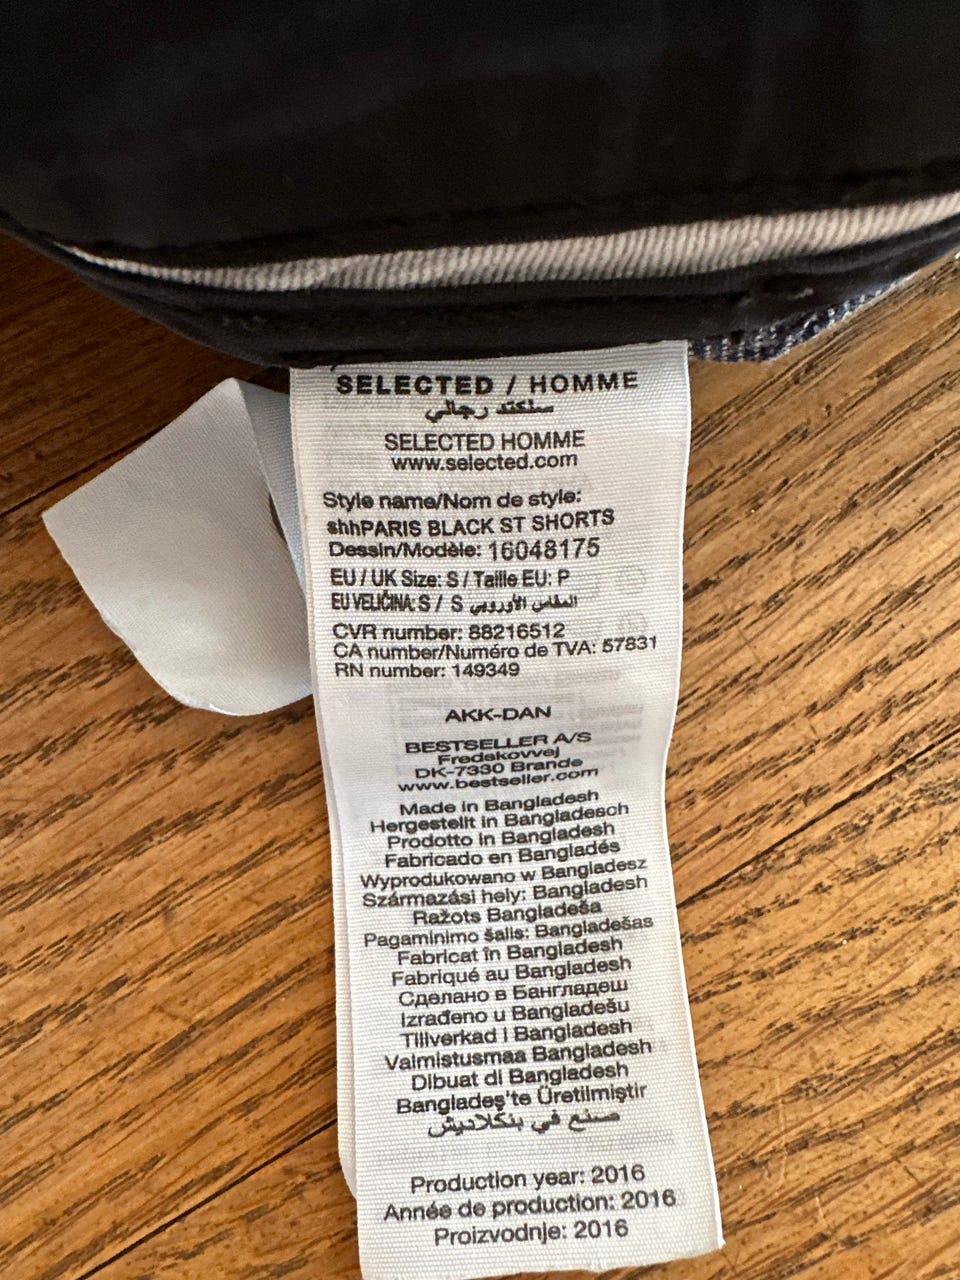 SELECTED / HOMME
سلكتد رجالي
SELECTED HOMME
www.selected.com
Style name/Nom de style:
shhPARIS BLACK ST SHORTS
Dessin/Modèle: 16048175
EU / UK Size: S / Taille EU: P
EU VELIČINA: S / S المقاس الأوروبي
CVR number: 88216512
CA number/Numéro de TVA: 57831
RN number: 149349
AKK-DAN
BESTSELLER A/S
Fredskovvej
DK-7330 Brande
www.bestseller.com
Made in Bangladesh
Hergestellt in Bangladesch
Prodotto in Bangladesh
Fabricado en Bangladés
Wyprodukowano w Bangladesz
Származási hely: Bangladesh
Ražots Bangladeša
Pagaminimo šalis: Bangladešas
Fabricat în Bangladesh
Fabriqué au Bangladesh
Сделано в Бангладеш
Izrađeno u Bangladešu
Tillverkad i Bangladesh
Valmistusmaa Bangladesh
Dibuat di Bangladesh
Bangladeş'te Üretilmiştir
صنع في بنكلاديش
Production year: 2016
Année de production: 2016
Proizvodnje: 2016